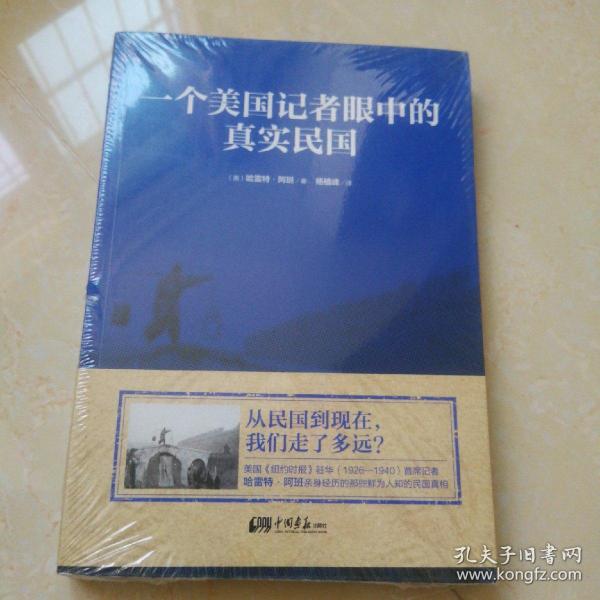 一个美国记者眼中的
真实民国
（美）哈雷特·阿班/著 杨植峰/译
从民国到现在，
我们走了多远？
美国《纽约时报》驻华（1926—1940）首席记者
哈雷特·阿班亲身经历的那些鲜为人知的民国真相
中国画报出版社
孔夫子旧书网
www.kongfz.com